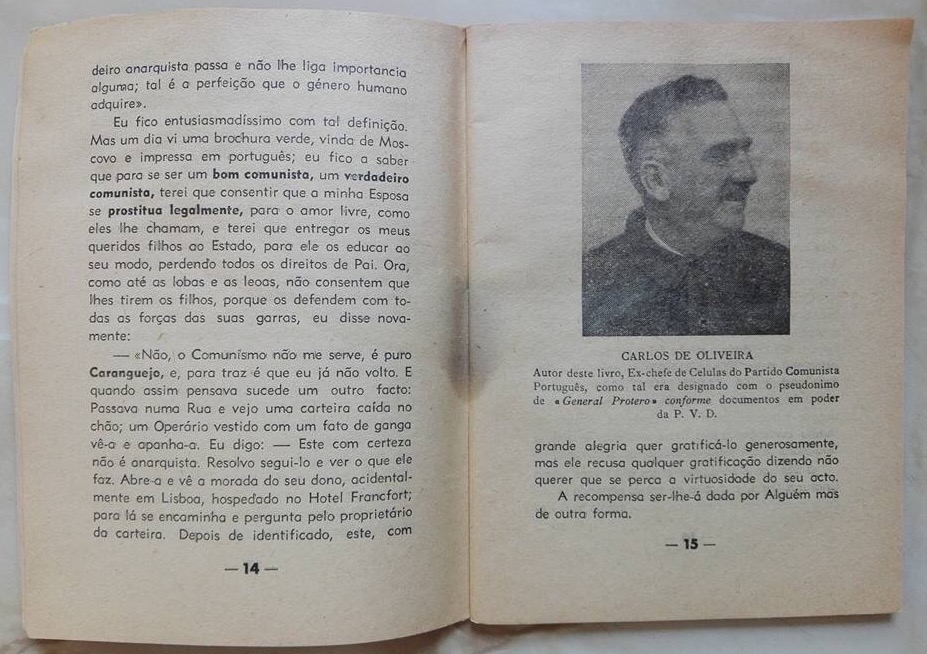 deiro anarquista passa e não lhe liga importancia
alguma; tal é a perfeição que o género humano
adquire».
Eu fico entusiasmadíssimo com tal definição.
Mas um dia vi uma brochura verde, vinda de Mos-
covo e impressa em português; eu fico a saber
que para se ser um bom comunista, um verdadeiro
comunista, terei que consentir que a minha Esposa
se prostitua legalmente, para o amor livre, como
eles lhe chamam, e terei que entregar os meus
queridos filhos ao Estado, para ele os educar ao
seu modo, perdendo todos os direitos de Pai. Ora,
como até as lobas e as leoas, não consentem que
lhes tirem os filhos, porque os defendem com to-
das as forças das suas garras, eu disse nova-
mente:
— «Não, o Comunismo não me serve, é puro
Caranguejo, e, para traz é que eu já não volto. E
quando assim pensava sucede um outro facto:
Passava numa Rua e vejo uma carteira caída no
chão; um Operário vestido com um fato de ganga
vê-a e apanha-a. Eu digo: — Este com certeza
não é anarquista. Resolvo segui-lo e ver o que ele
faz. Abre-a e vê a morada do seu dono, acidental-
mente em Lisboa, hospedado no Hotel Francfort;
para lá se encaminha e pergunta pelo proprietário
da carteira. Depois de identificado, este, com
— 14 —
CARLOS DE OLIVEIRA
Autor deste livro, Ex-chefe de Celulas do Partido Comunista
Português, como tal era designado com o pseudonimo
de «General Protero» conforme documentos em poder
da P. V. D.
grande alegria quer gratificá-lo generosamente,
mas ele recusa qualquer gratificação dizendo não
querer que se perca a virtuosidade do seu acto.
A recompensa ser-lhe-á dada por Alguém mas
de outra forma.
— 15 —